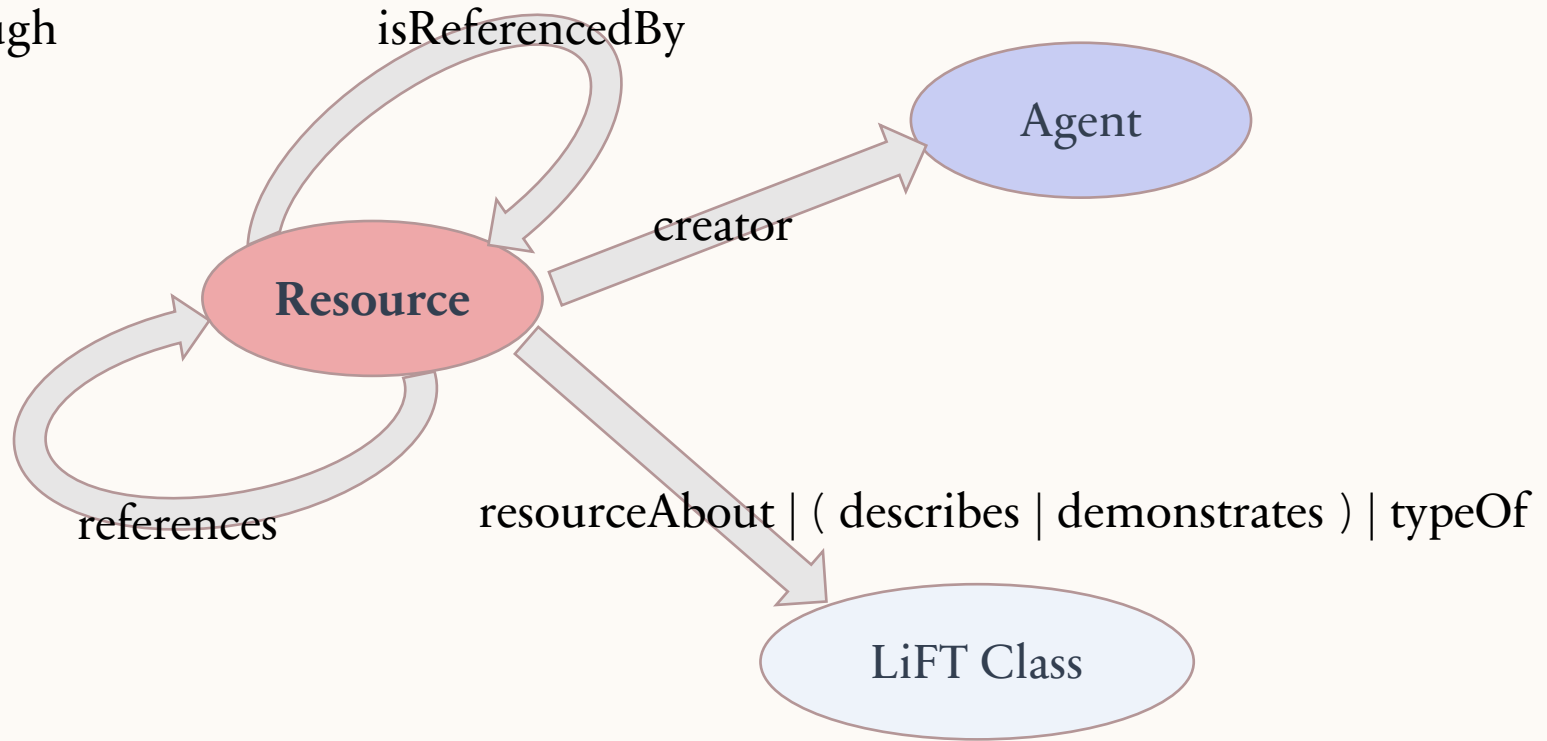 isReferencedBy
Agent
creator
Resource
references
resourceAbout | ( describes | demonstrates ) | typeOf
LiFT Class